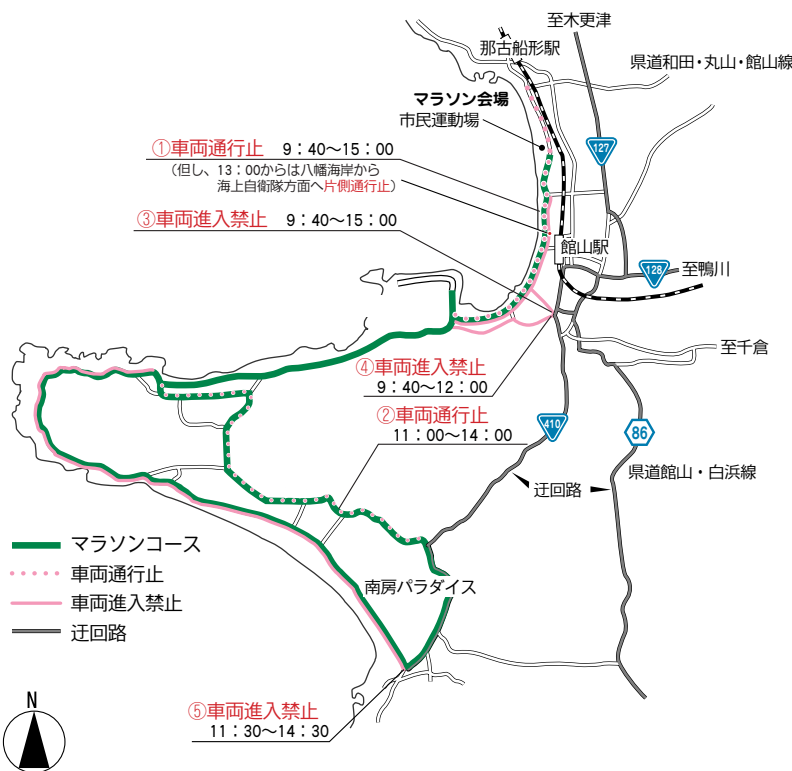 至木更津
那古船形駅
県道和田・丸山・館山線
マラソン会場
市民運動場
127
①車両通行止 9:40〜15:00
(但し、13:00からは八幡海岸から
海上自衛隊方面へ片側通行止)
③車両進入禁止 9:40〜15:00
館山駅
128
至鴨川
至千倉
④車両進入禁止
9:40〜12:00
②車両通行止
11:00〜14:00
410
86
県道館山・白浜線
迂回路
マラソンコース
車両通行止
車両進入禁止
迂回路
南房パラダイス
N
⑤車両進入禁止
11:30〜14:30